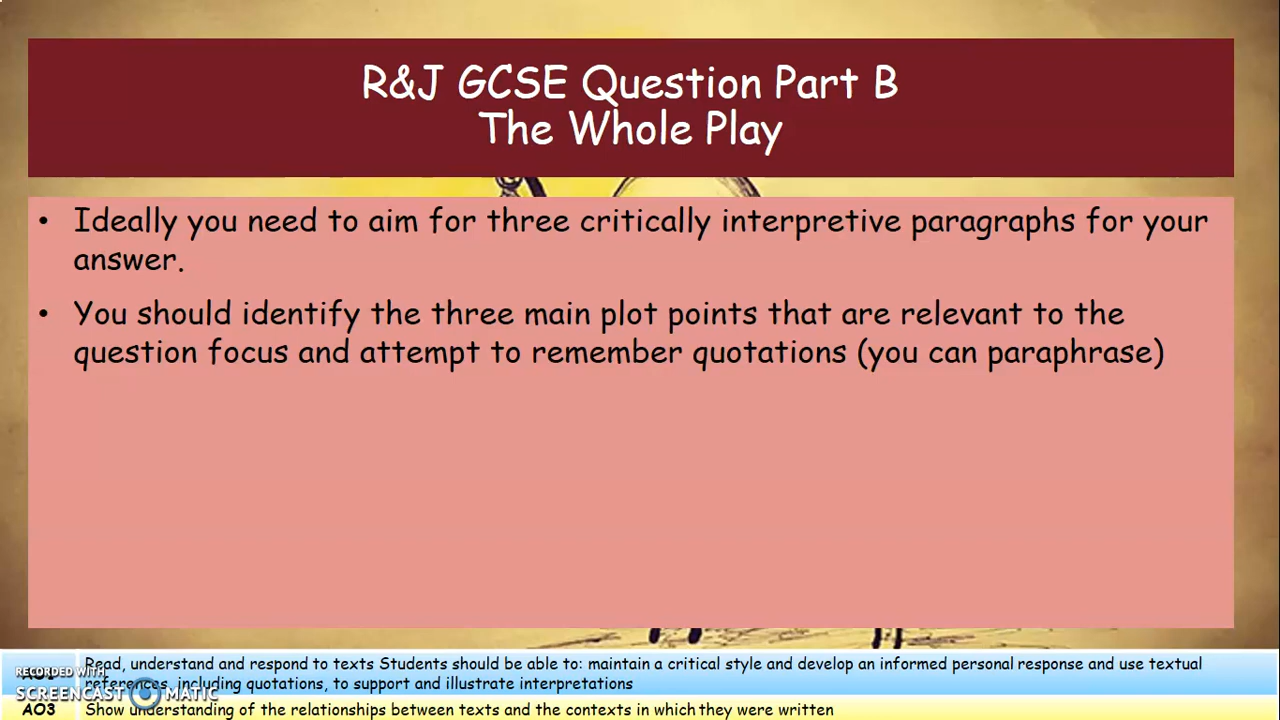 R&J GCSE Question Part B
The Whole Play
• Ideally you need to aim for three critically interpretive paragraphs for your
answer.
• You should identify the three main plot points that are relevant to the
question focus and attempt to remember quotations (you can paraphrase)
Read, understand and respond to texts Students should be able to: maintain a critical style and develop an informed personal response and use textual
references, including quotations, to support and illustrate interpretations
RECORDED WITH
SCREENCAST MATIC
AO3 Show understanding of the relationships between texts and the contexts in which they were written